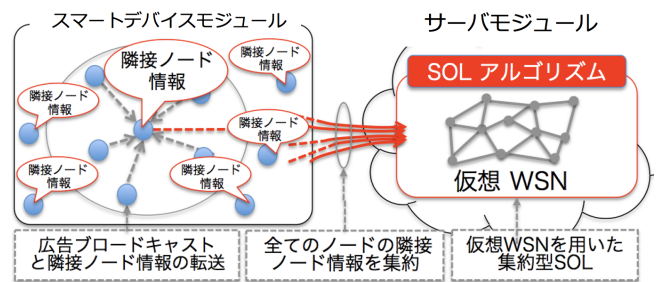 スマートデバイスモジュール
サーバモジュール
隣接ノード
情報
隣接ノード
情報
隣接ノード
情報
隣接ノード
情報
隣接ノード
情報
隣接ノード
情報
SOL アルゴリズム
仮想 WSN
広告ブロードキャスト
と隣接ノード情報の転送
全てのノードの隣接
ノード情報を集約
仮想WSNを用いた
集約型SOL